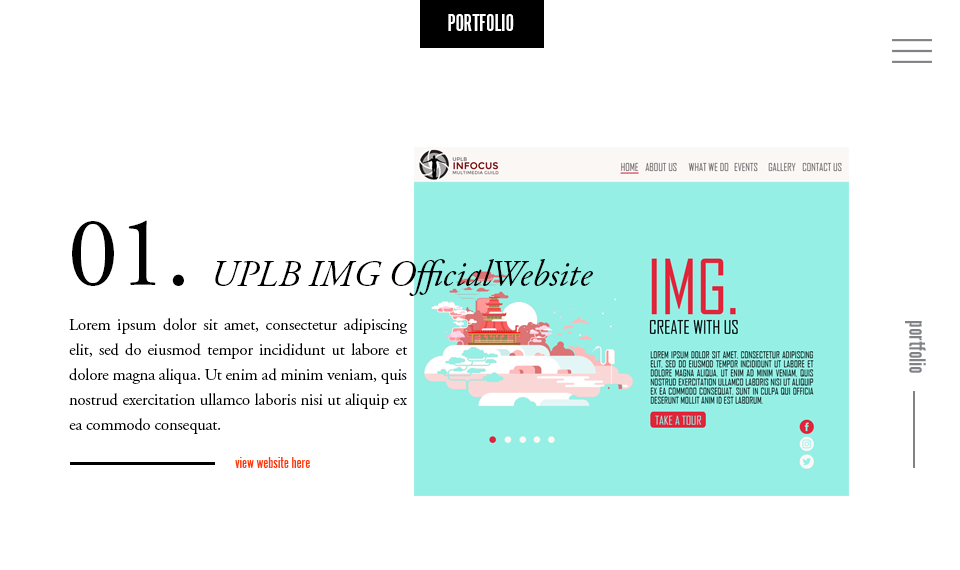 PORTFOLIO
UPLB
INFOCUS
MULTIMEDIA GUILD
HOME ABOUT US WHAT WE DO EVENTS GALLERY CONTACT US
01. UPLB IMG OfficialWebsite
Lorem ipsum dolor sit amet, consectetur adipiscing
elit, sed do eiusmod tempor incididunt ut labore et
dolore magna aliqua. Ut enim ad minim veniam, quis
nostrud exercitation ullamco laboris nisi ut aliquip ex
ea commodo consequat.
view website here
IMG.
CREATE WITH US
LOREM IPSUM DOLOR SIT AMET, CONSECTETUR ADIPISCING
ELIT, SED DO EIUSMOD TEMPOR INCIDIDUNT UT LABORE ET
DOLORE MAGNA ALIQUA. UT ENIM AD MINIM VENIAM, QUIS
NOSTRUD EXERCITATION ULLAMCO LABORIS NISI UT ALIQUIP
EX EA COMMODO CONSEQUAT. SUNT IN CULPA QUI OFFICIA
DESERUNT MOLLIT ANIM ID EST LABORUM.
TAKE A TOUR
portfolio